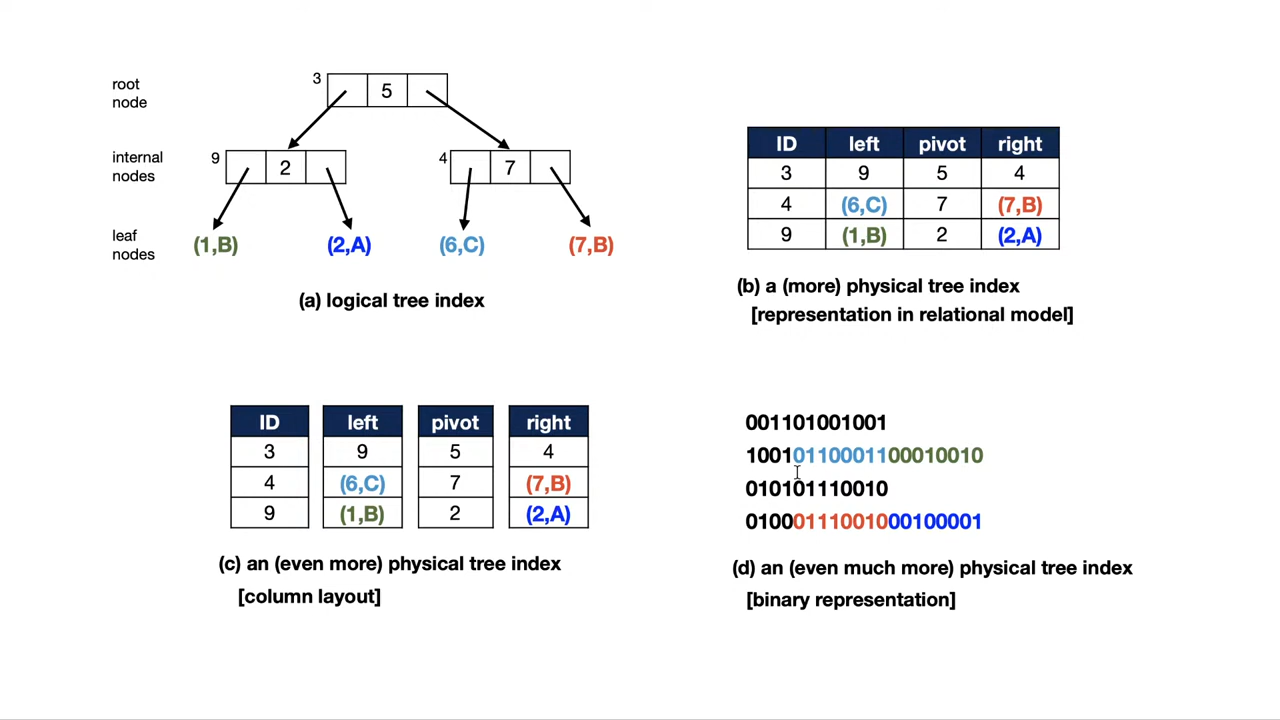 root
node
3
5
internal
nodes
9
2
4
7
leaf
nodes
(1,B)
(2,A)
(6,C)
(7,B)
(a) logical tree index
ID left pivot right
3 9 5 4
4 (6,C) 7 (7,B)
9 (1,B) 2 (2,A)
(b) a (more) physical tree index
[representation in relational model]
ID left pivot right
3 9 5 4
4 (6,C) 7 (7,B)
9 (1,B) 2 (2,A)
(c) an (even more) physical tree index
[column layout]
001101001001
10010110001100010010
010101110010
01000111001000100001
(d) an (even much more) physical tree index
[binary representation]